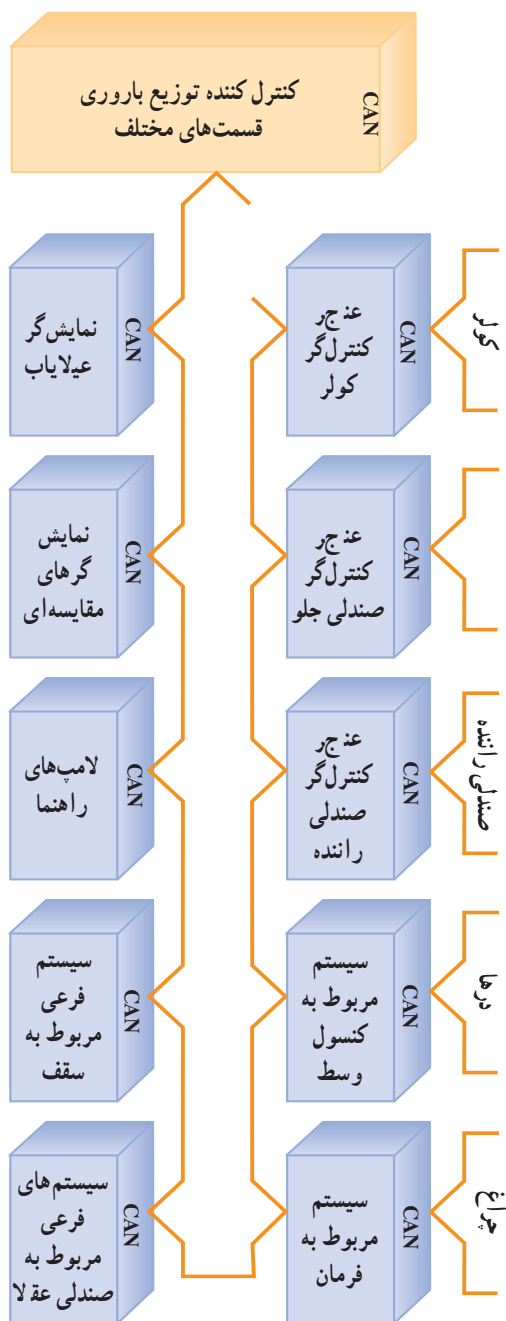 کنترل کننده توزیع باروری
قسمت‌های مختلف
CAN
نمایش‌گر
عیلایاب
CAN
عنجر
کنترل‌گر
کولر
CAN
کولر
نمایش
گرهای
مقایسه‌ای
CAN
عنجر
کنترل‌گر
صندلی جلو
CAN
لامپ‌های
راهنما
CAN
عنجر
کنترل‌گر
صندلی
راننده
CAN
صندلی راننده
سیستم
فرعی
مربوط به
سقف
CAN
سیستم
مربوط به
کنسول
وسط
CAN
درها
سیستم‌های
فرعی
مربوط به
صندلی عقلا
CAN
سیستم
مربوط به
فرمان
CAN
چراغ